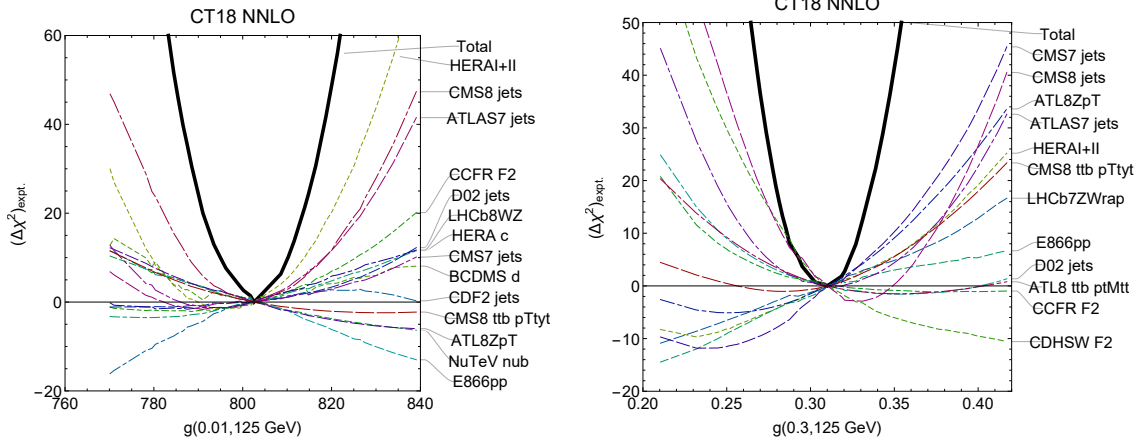 CT18 NNLO
60
40
20
0
−20
760
780
800
820
840
(Δχ²)expt.
g(0.01,125 GeV)
Total
HERAI+II
CMS8 jets
ATLAS7 jets
CCFR F2
D02 jets
LHCb8WZ
HERA c
CMS7 jets
BCDMS d
CDF2 jets
CMS8 ttb pTtyt
ATL8ZpT
NuTeV nub
E866pp
CT18 NNLO
50
40
30
20
10
0
−10
−20
0.20
0.25
0.30
0.35
0.40
(Δχ²)expt.
g(0.3,125 GeV)
Total
CMS7 jets
CMS8 jets
ATL8ZpT
ATLAS7 jets
HERAI+II
CMS8 ttb pTtyt
LHCb7ZWrap
E866pp
D02 jets
ATL8 ttb ptMtt
CCFR F2
CDHSW F2